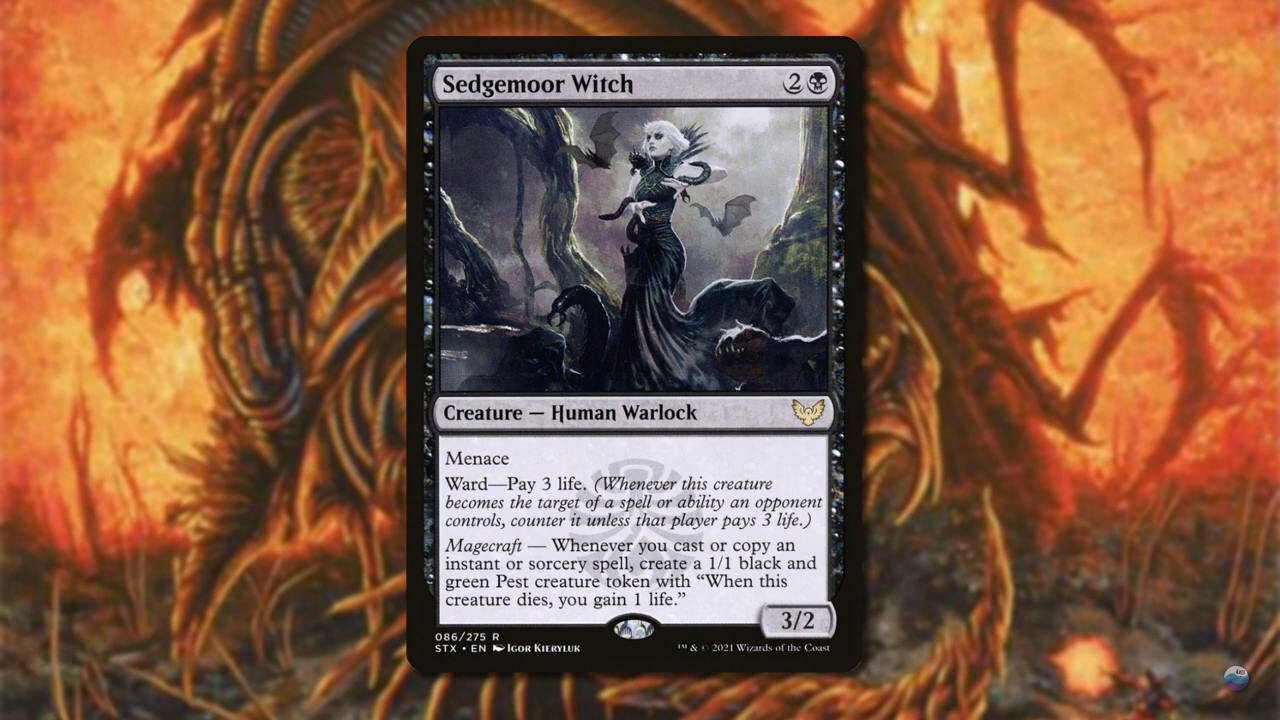 Sedgemoor Witch 2
Creature — Human Warlock
Menace
Ward—Pay 3 life. (Whenever this creature
becomes the target of a spell or ability an opponent
controls, counter it unless that player pays 3 life.)
Magecraft — Whenever you cast or copy an
instant or sorcery spell, create a 1/1 black and
green Pest creature token with “When this
creature dies, you gain 1 life.”
3/2
086/275 R
STX • EN Igor Kieryluk
™ & © 2021 Wizards of the Coast